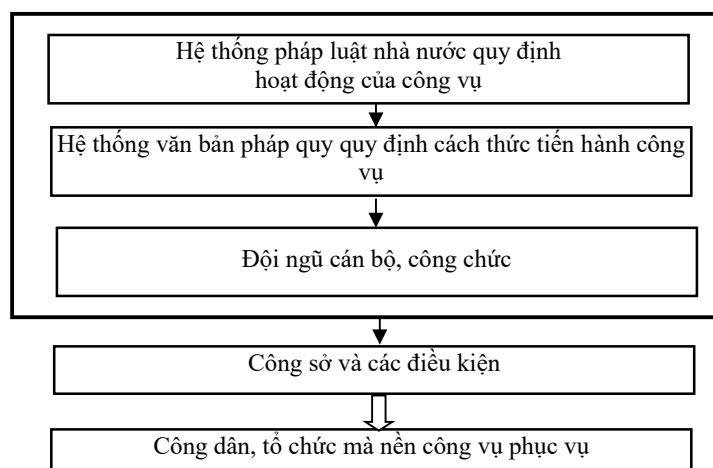 Hệ thống pháp luật nhà nước quy định
hoạt động của công vụ
Hệ thống văn bản pháp quy quy định cách thức tiến hành công
vụ
Đội ngũ cán bộ, công chức
Công sở và các điều kiện
Công dân, tổ chức mà nền công vụ phục vụ